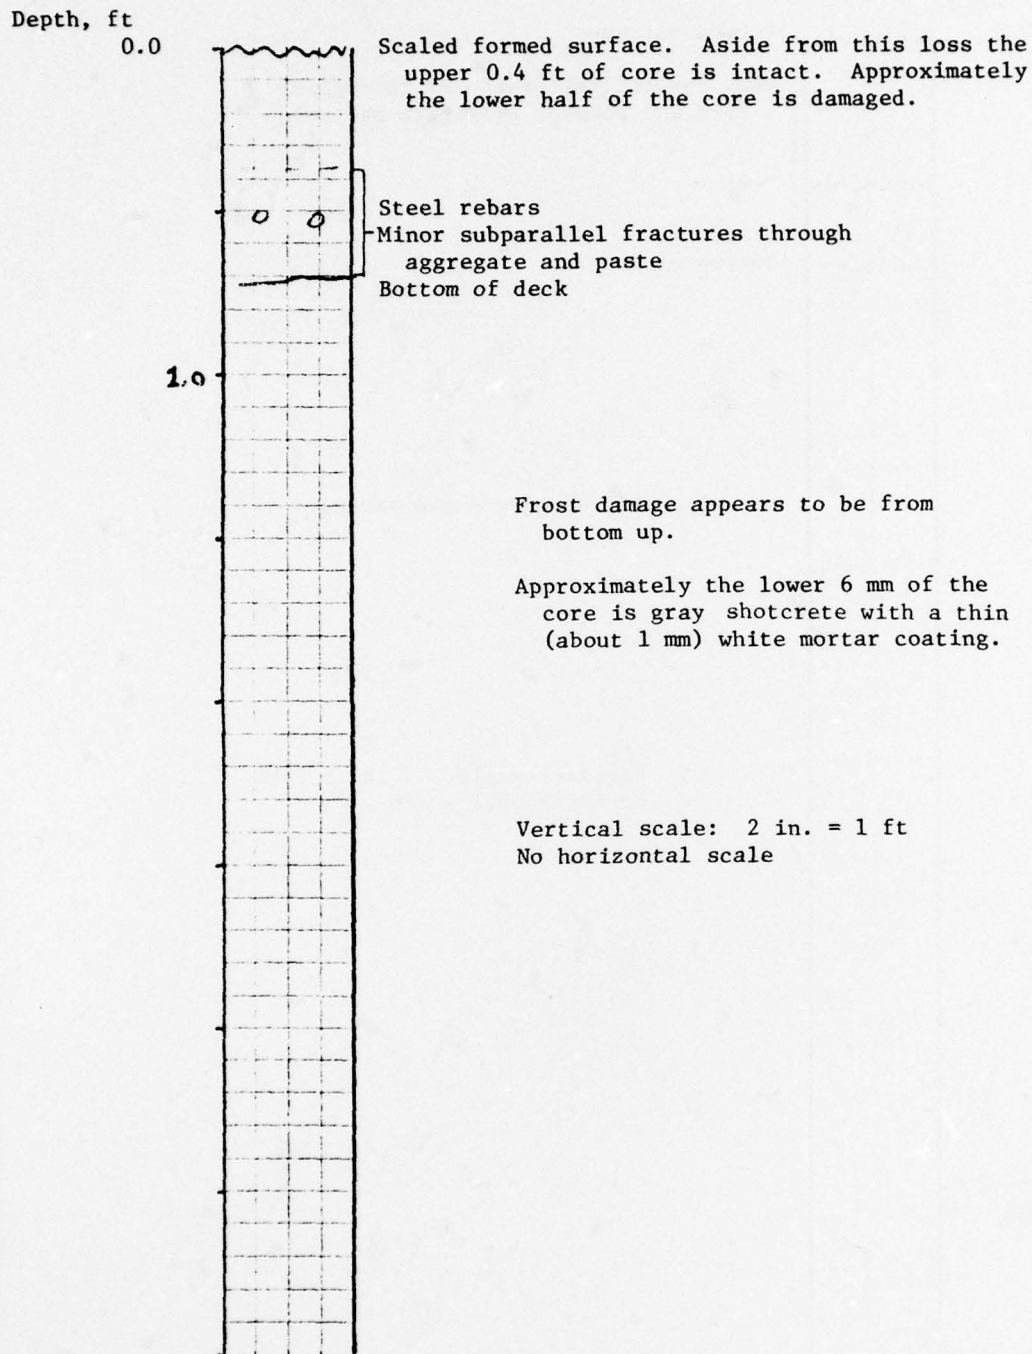 Depth, ft
0.0
Scaled formed surface. Aside from this loss the
upper 0.4 ft of core is intact. Approximately
the lower half of the core is damaged.
Steel rebars
Minor subparallel fractures through
aggregate and paste
Bottom of deck
1.0
Frost damage appears to be from
bottom up.
Approximately the lower 6 mm of the
core is gray shotcrete with a thin
(about 1 mm) white mortar coating.
Vertical scale: 2 in. = 1 ft
No horizontal scale